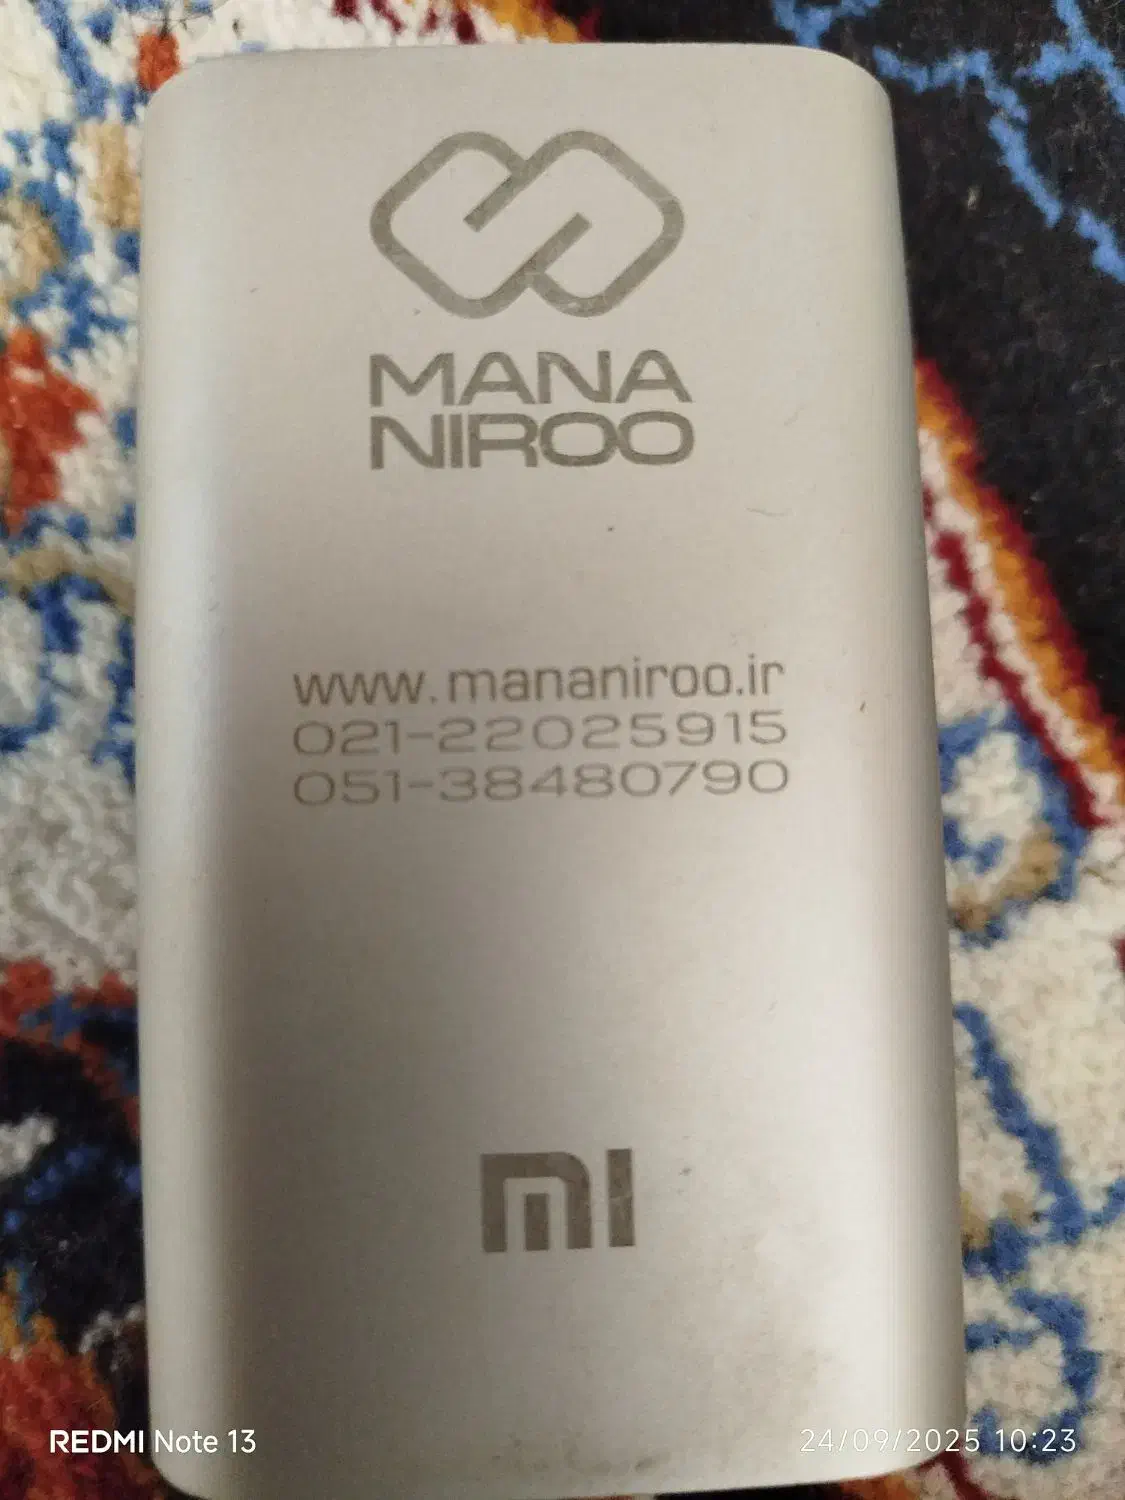 MANA
NIROO
www.mananiroo.ir
021-22025915
051-38480790
mi
REDMI Note 13
24/09/2025 10:23